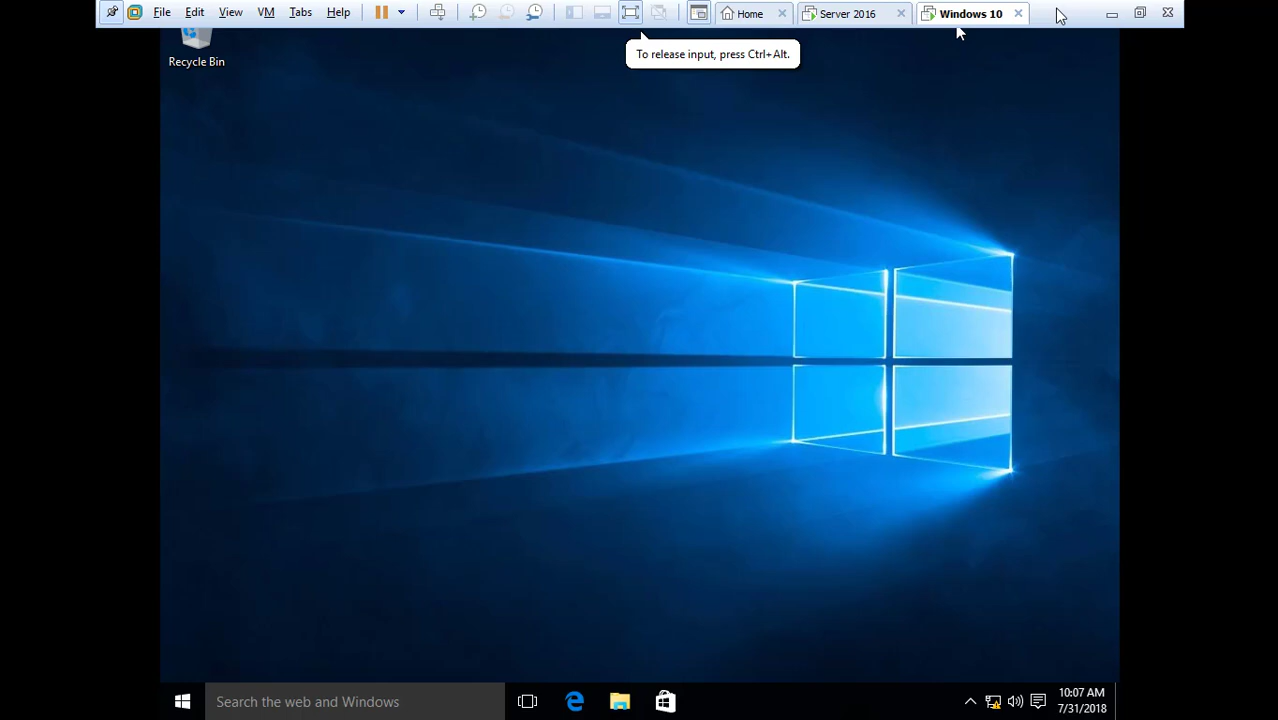 File Edit View VM Tabs Help Home Server 2016 Windows 10
To release input, press Ctrl+Alt.
Recycle Bin
Search the web and Windows
10:07 AM
7/31/2018